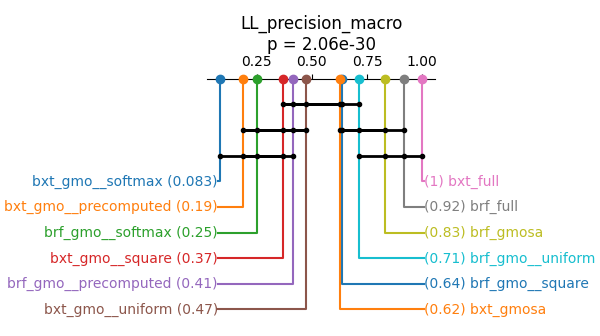 LL_precision_macro
p = 2.06e-30
0.25 0.50 0.75 1.00
bxt_gmo__softmax (0.083) (1) bxt_full
bxt_gmo__precomputed (0.19) (0.92) brf_full
brf_gmo__softmax (0.25) (0.83) brf_gmosa
bxt_gmo__square (0.37) (0.71) brf_gmo__uniform
brf_gmo__precomputed (0.41) (0.64) brf_gmo__square
bxt_gmo__uniform (0.47) (0.62) bxt_gmosa